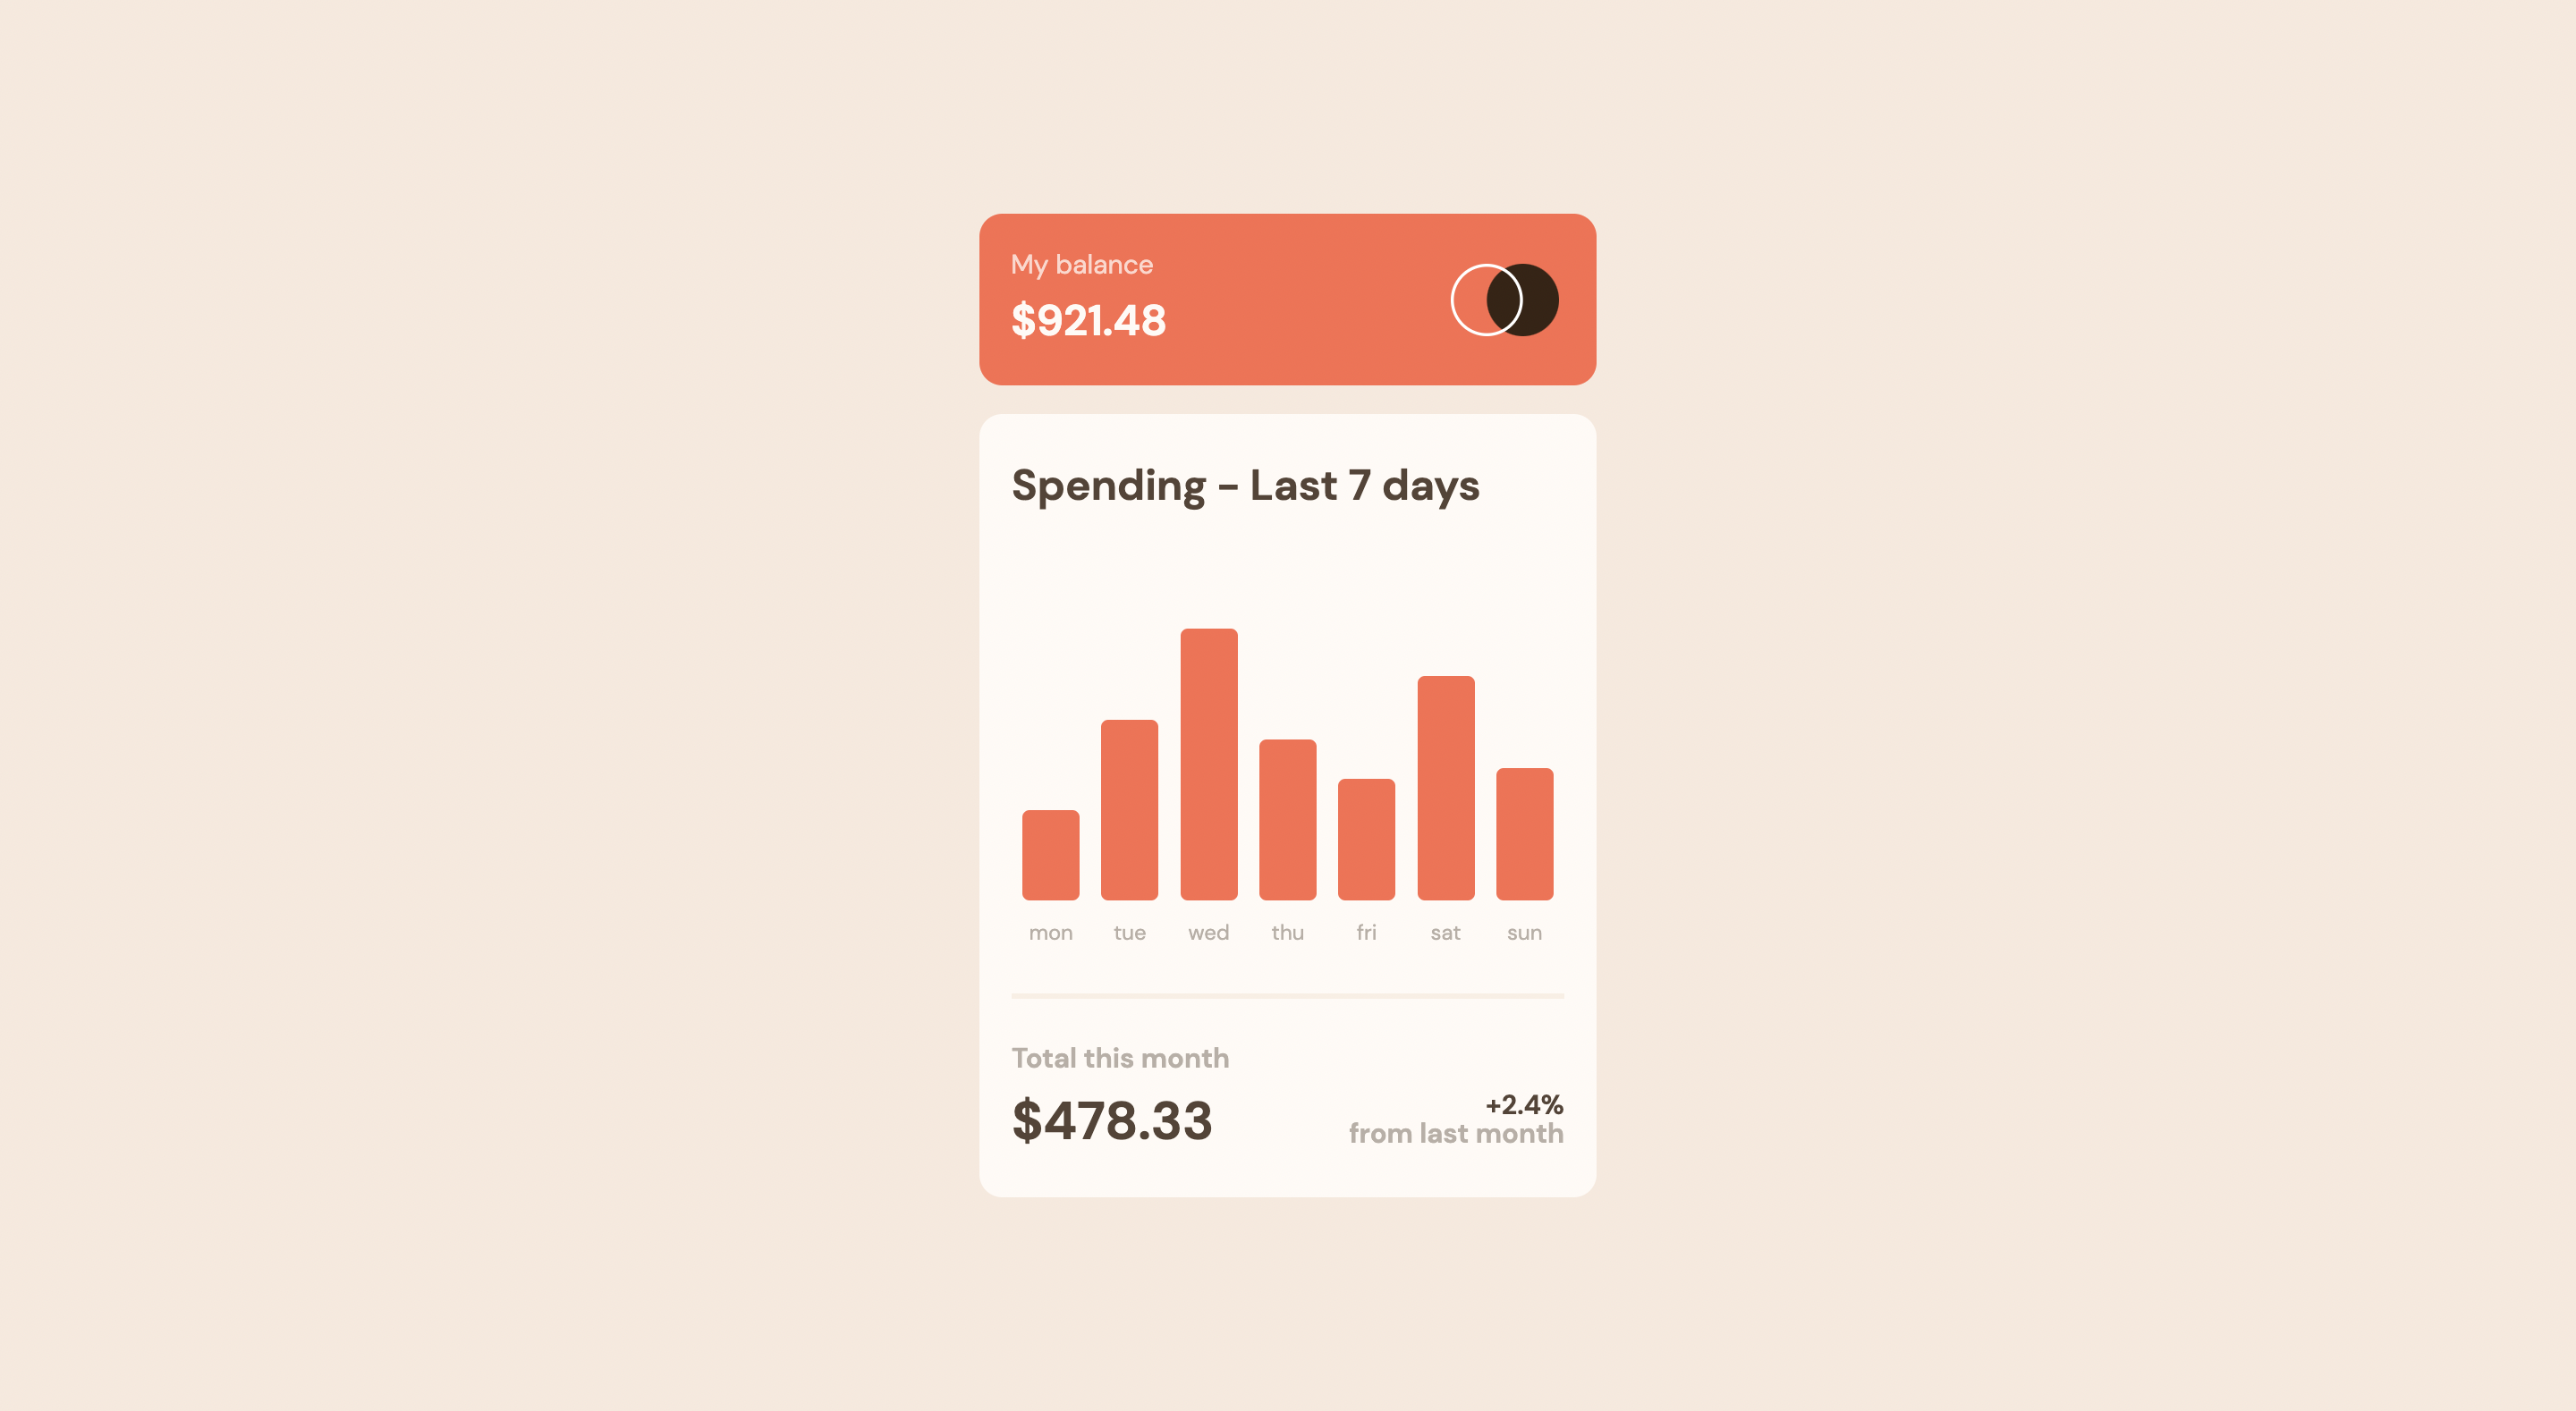 My balance
$921.48
Spending - Last 7 days
mon tue wed thu fri sat sun
Total this month
$478.33
+2.4%
from last month